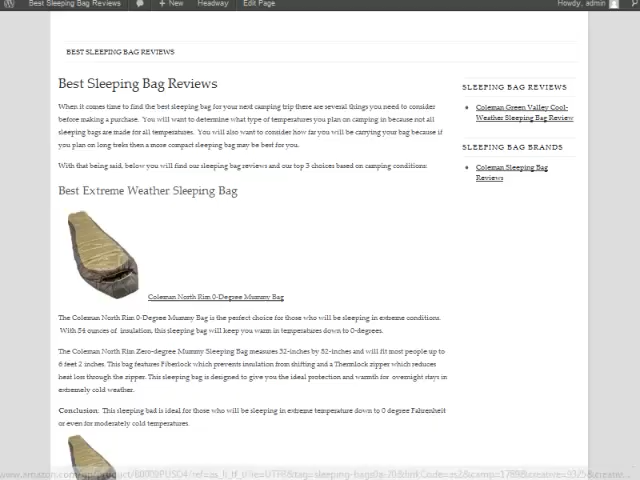 Best Sleeping Bag Reviews + New Headway Edit Page Howdy, admin
BEST SLEEPING BAG REVIEWS
Best Sleeping Bag Reviews
When it comes time to find the best sleeping bag for your next camping trip there are several things you need to consider
before making a purchase. You will want to determine what type of temperatures you plan on camping in because not all
sleeping bags are made for all temperatures. You will also want to consider how far you will be carrying your bag because if
you plan on long treks then a more compact sleeping bag may be best for you.
With that being said, below you will find our sleeping bag reviews and our top 3 choices based on camping conditions:
Best Extreme Weather Sleeping Bag
Coleman North Rim 0-Degree Mummy Bag
The Coleman North Rim 0-Degree Mummy Bag is the perfect choice for those who will be sleeping in extreme conditions.
With 54 ounces of insulation, this sleeping bag will keep you warm in temperatures down to 0-degrees.
The Coleman North Rim Zero-degree Mummy Sleeping Bag measures 32-inches by 82-inches and will fit most people up to
6 feet 2 inches. This bag features Fiberlock which prevents insulation from shifting and a Thermlock zipper which reduces
heat loss through the zipper. This sleeping bag is designed to give you the ideal protection and warmth for overnight stays in
extremely cold weather.
Conclusion: This sleeping bad is ideal for those who will be sleeping in extreme temperature down to 0 degree Fahrenheit
or even for moderately cold temperatures
SLEEPING BAG REVIEWS
Coleman Green Valley Cool-
Weather Sleeping Bag Review
SLEEPING BAG BRANDS
Coleman Sleeping Bag
Reviews